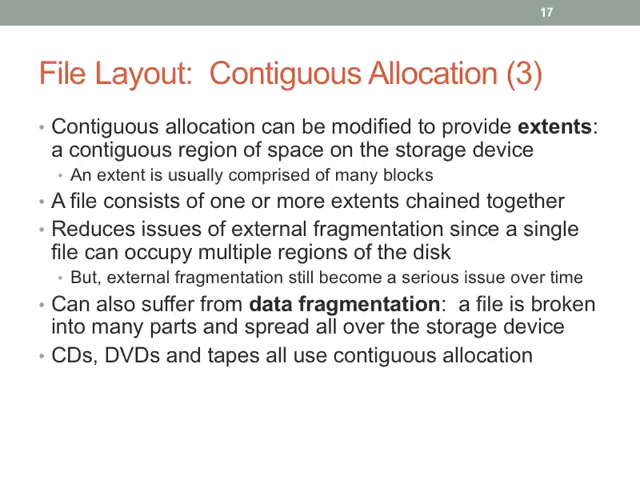 17
File Layout: Contiguous Allocation (3)
• Contiguous allocation can be modified to provide extents:
a contiguous region of space on the storage device
• An extent is usually comprised of many blocks
• A file consists of one or more extents chained together
• Reduces issues of external fragmentation since a single
file can occupy multiple regions of the disk
• But, external fragmentation still become a serious issue over time
• Can also suffer from data fragmentation: a file is broken
into many parts and spread all over the storage device
• CDs, DVDs and tapes all use contiguous allocation